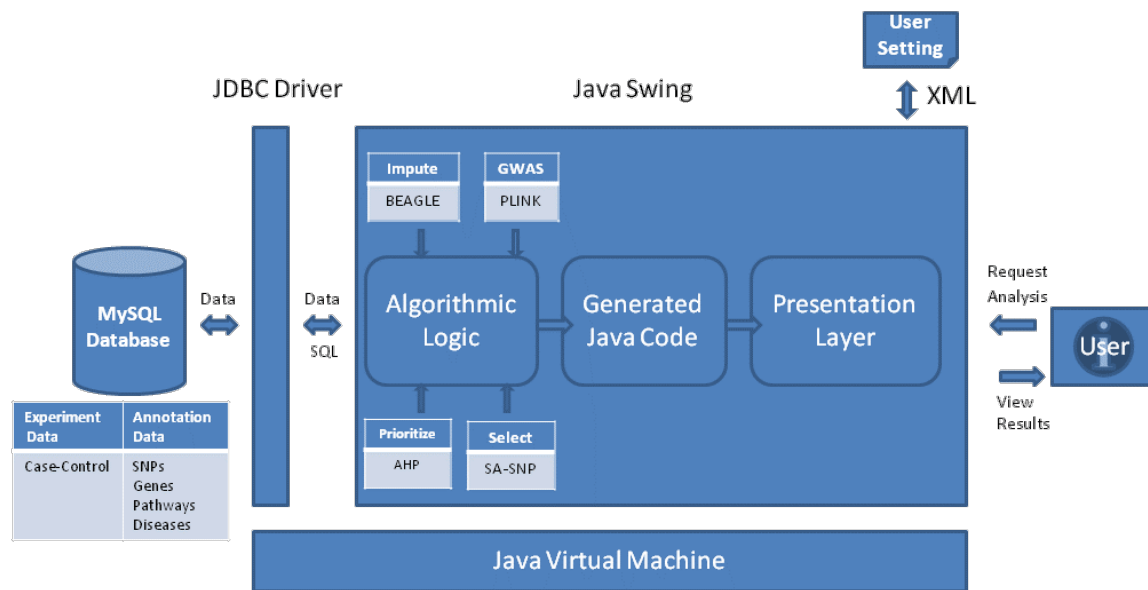 User
Setting
JDBC Driver
Java Swing
XML
Impute
BEAGLE
GWAS
PLINK
MySQL
Database
Data
Data
SQL
Algorithmic
Logic
Generated
Java Code
Presentation
Layer
Request
Analysis
User
View
Results
Experiment
Data
Annotation
Data
Case-Control
SNPs
Genes
Pathways
Diseases
Prioritize
AHP
Select
SA-SNP
Java Virtual Machine